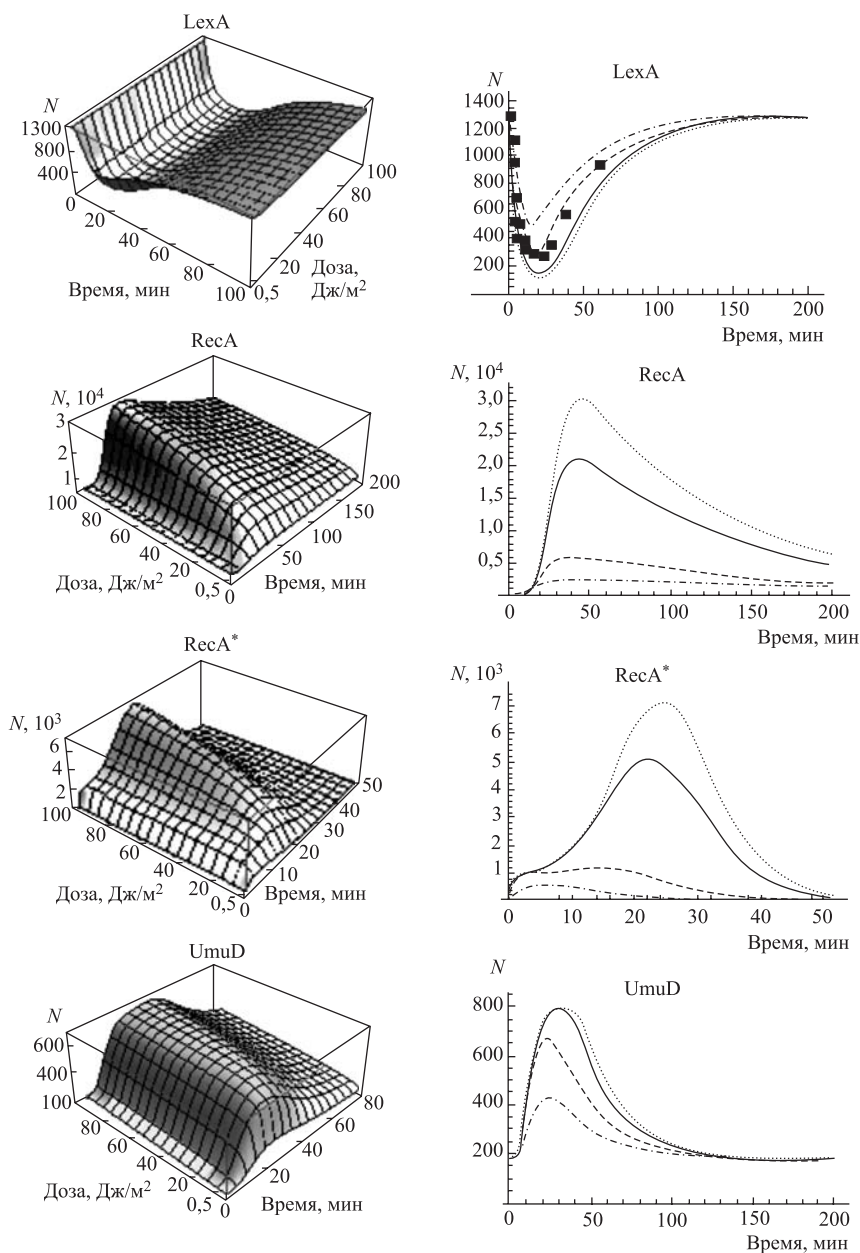 LexA
N
1300
800
400
0
20
40
60
80
100
Время, мин
0,5
20
40
60
80
100
Доза,
Дж/м²
LexA
N
1400
1200
1000
800
600
400
200
0 50 100 150 200
Время, мин
RecA
N, 10⁴
3
2
1
100
80
60
40
20
0,5
Доза, Дж/м²
0
50
100
150
200
Время, мин
RecA
N, 10⁴
3,0
2,5
2,0
1,5
1,0
0,5
0 50 100 150 200
Время, мин
RecA*
N, 10³
6
4
2
100
80
60
40
20
0,5
Доза, Дж/м²
0
10
20
30
40
50
Время, мин
RecA*
N, 10³
7
6
5
4
3
2
1
0 10 20 30 40 50
Время, мин
UmuD
N
600
400
100
80
60
40
20
0,5
Доза, Дж/м²
0
20
40
60
80
Время, мин
UmuD
N
800
600
400
200
0 50 100 150 200
Время, мин